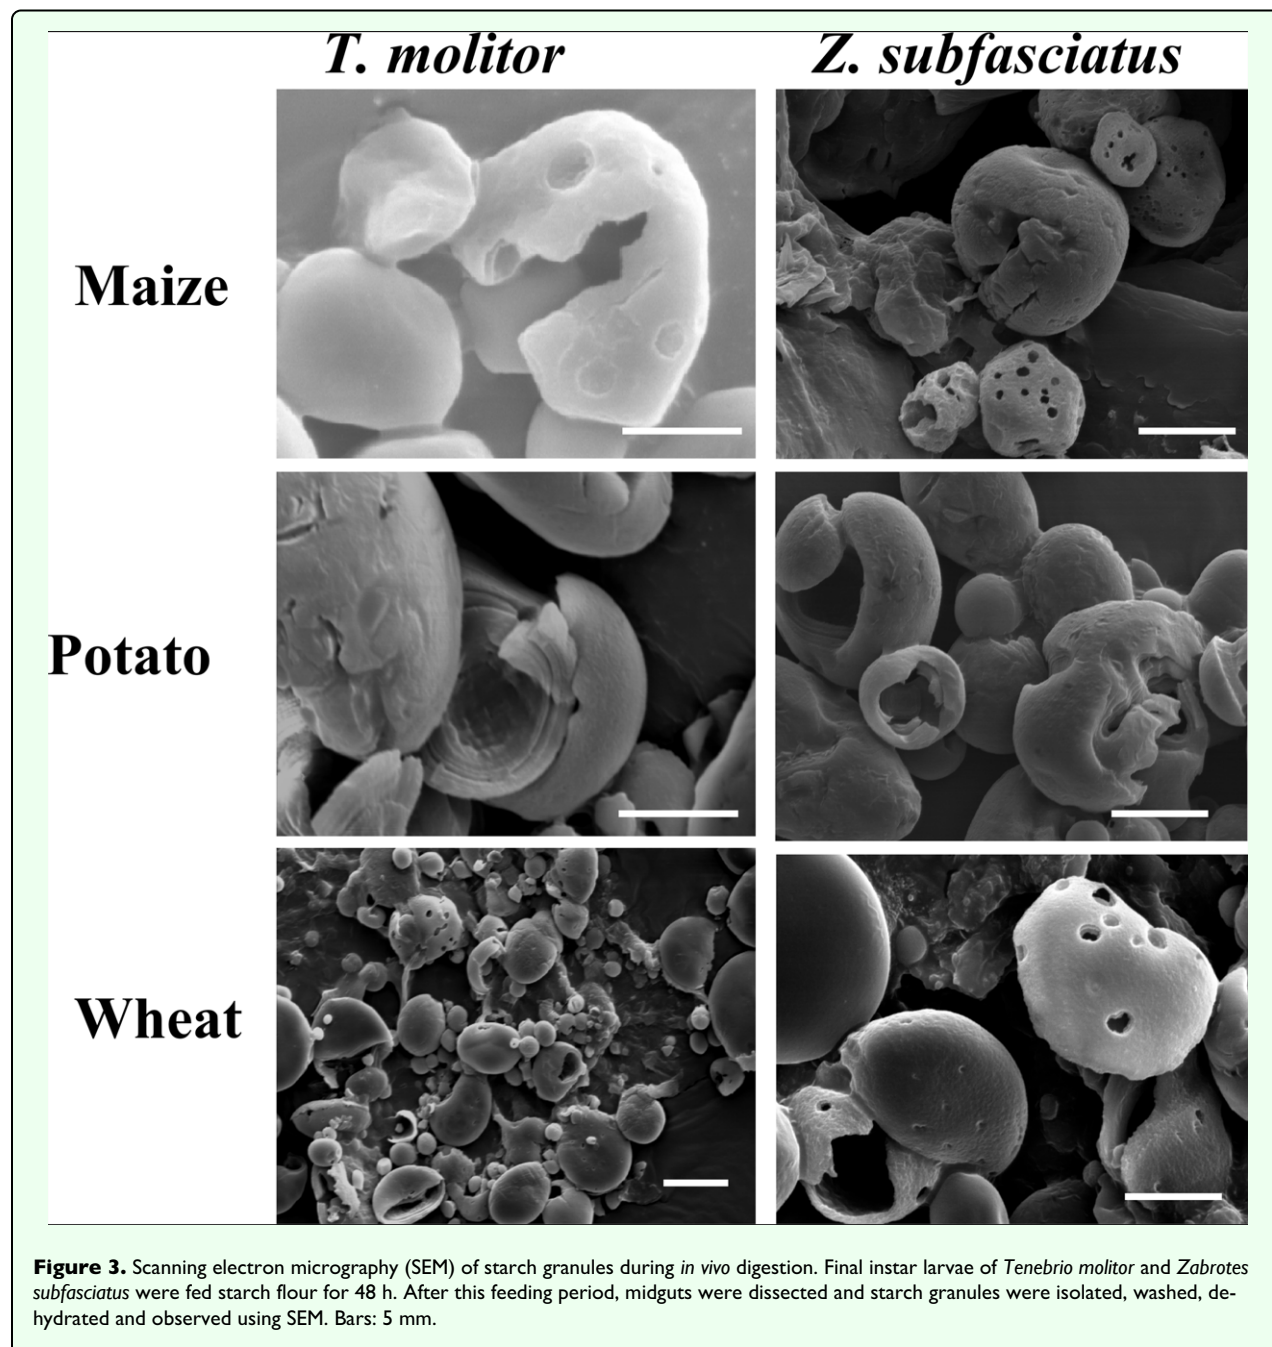 T. molitor
Z. subfasciatus
Maize
Potato
Wheat
Figure 3. Scanning electron micrography (SEM) of starch granules during in vivo digestion. Final instar larvae of Tenebrio molitor and Zabrotes
subfasciatus were fed starch flour for 48 h. After this feeding period, midguts were dissected and starch granules were isolated, washed, de-
hydrated and observed using SEM. Bars: 5 mm.